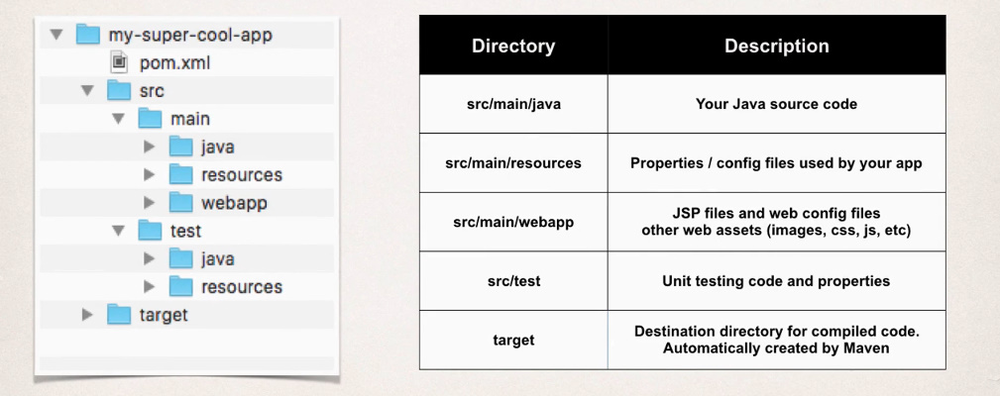 my-super-cool-app
pom.xml
src
main
java
resources
webapp
test
java
resources
target
Directory Description
src/main/java Your Java source code
src/main/resources Properties / config files used by your app
src/main/webapp JSP files and web config files
other web assets (images, css, js, etc)
src/test Unit testing code and properties
target Destination directory for compiled code.
Automatically created by Maven